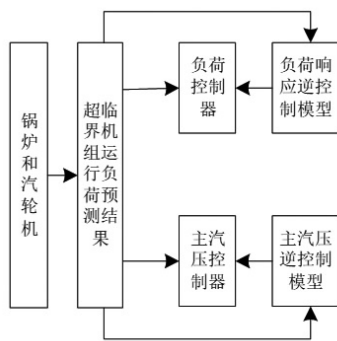 锅炉和汽轮机
超临
界机
组运
行负
荷预
测结
果
负荷
控制
器
负荷响
应逆控
制模型
主汽
压控
制器
主汽压
逆控制
模型